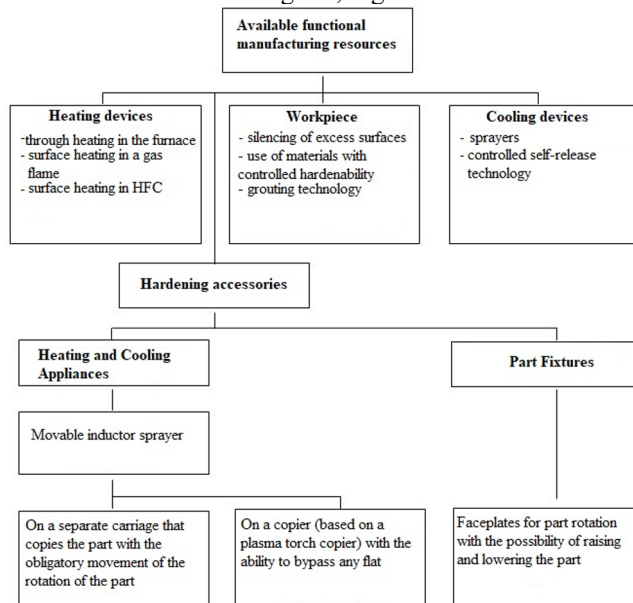 Available functional
manufacturing resources
Heating devices
-through heating in the furnace
- surface heating in a gas
flame
- surface heating in HFC
Workpiece
- silencing of excess surfaces
- use of materials with
controlled hardenability
- grouting technology
Cooling devices
- sprayers
- controlled self-release
technology
Hardening accessories
Heating and Cooling
Appliances
Part Fixtures
Movable inductor sprayer
On a separate carriage that
copies the part with the
obligatory movement of the
rotation of the part
On a copier (based on a
plasma torch copier) with the
ability to bypass any flat
Faceplates for part rotation
with the possibility of raising
and lowering the part